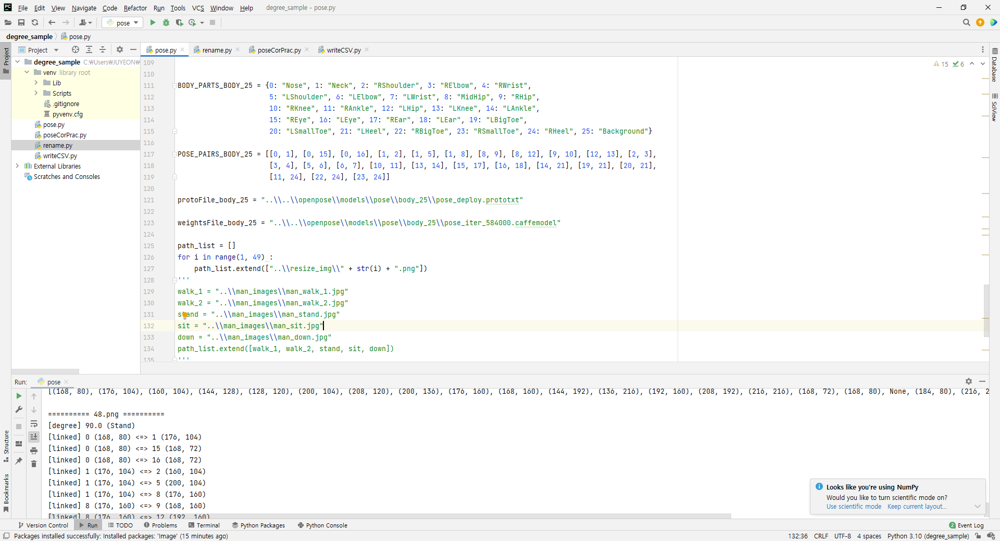 PC File Edit View Navigate Code Refactor Run Tools VCS Window Help degree_sample - pose.py
pose
degree_sample pose.py
Project
Project
pose.py rename.py poseCorPrac.py writeCSV.py
degree_sample C:₩Users₩JUYEON₩
venv library root
Lib
Scripts
.gitignore
pyvenv.cfg
pose.py
poseCorPrac.py
rename.py
writeCSV.py
External Libraries
Scratches and Consoles
15 6
109
110
111 BODY_PARTS_BODY_25 = {0: "Nose", 1: "Neck", 2: "RShoulder", 3: "RElbow", 4: "RWrist",
112 5: "LShoulder", 6: "LElbow", 7: "LWrist", 8: "MidHip", 9: "RHip",
113 10: "RKnee", 11: "RAnkle", 12: "LHip", 13: "LKnee", 14: "LAnkle",
114 15: "REye", 16: "LEye", 17: "REar", 18: "LEar", 19: "LBigToe",
115 20: "LSmallToe", 21: "LHeel", 22: "RBigToe", 23: "RSmallToe", 24: "RHeel", 25: "Background"}
116
117 POSE_PAIRS_BODY_25 = [[0, 1], [0, 15], [0, 16], [1, 2], [1, 5], [1, 8], [8, 9], [8, 12], [9, 10], [12, 13], [2, 3],
118 [3, 4], [5, 6], [6, 7], [10, 11], [13, 14], [15, 17], [16, 18], [14, 21], [19, 21], [20, 21],
119 [11, 24], [22, 24], [23, 24]]
120
121 protoFile_body_25 = "..\\..\\openpose\\models\\pose\\body_25\\pose_deploy.prototxt"
122
123 weightsFile_body_25 = "..\\..\\openpose\\models\\pose\\body_25\\pose_iter_584000.caffemodel"
124
125 path_list = []
126 for i in range(1, 49) :
127 path_list.extend(["..\\resize_img\\" + str(i) + ".png"])
128 '''
129 walk_1 = "..\\man_images\\man_walk_1.jpg"
130 walk_2 = "..\\man_images\\man_walk_2.jpg"
131 stand = "..\\man_images\\man_stand.jpg"
132 sit = "..\\man_images\\man_sit.jpg"
133 down = "..\\man_images\\man_down.jpg"
134 path_list.extend([walk_1, walk_2, stand, sit, down])
135 '''
Database
SciView
Run: pose
[(168, 80), (176, 104), (160, 104), (144, 128), (128, 120), (200, 104), (208, 120), (200, 136), (176, 160), (168, 160), (144, 192), (136, 216), (192, 160), (208, 192), (216, 216), (168, 72), (168, 80), None, (184, 80), (216, 2
========== 48.png ==========
[degree] 90.0 (Stand)
[linked] 0 (168, 80) <=> 1 (176, 104)
[linked] 0 (168, 80) <=> 15 (168, 72)
[linked] 0 (168, 80) <=> 16 (168, 72)
[linked] 1 (176, 104) <=> 2 (160, 104)
[linked] 1 (176, 104) <=> 5 (200, 104)
[linked] 1 (176, 104) <=> 8 (176, 160)
[linked] 8 (176, 160) <=> 9 (168, 160)
[linked] 8 (176, 160) <=> 12 (192, 160)
Structure
Bookmarks
Looks like you're using NumPy
Would you like to turn scientific mode on?
Use scientific mode Keep current layout...
Version Control Run TODO Problems Terminal Python Packages Python Console 2 Event Log
Packages installed successfully: Installed packages: 'Image' (15 minutes ago) 132:36 CRLF UTF-8 4 spaces Python 3.10 (degree_sample)